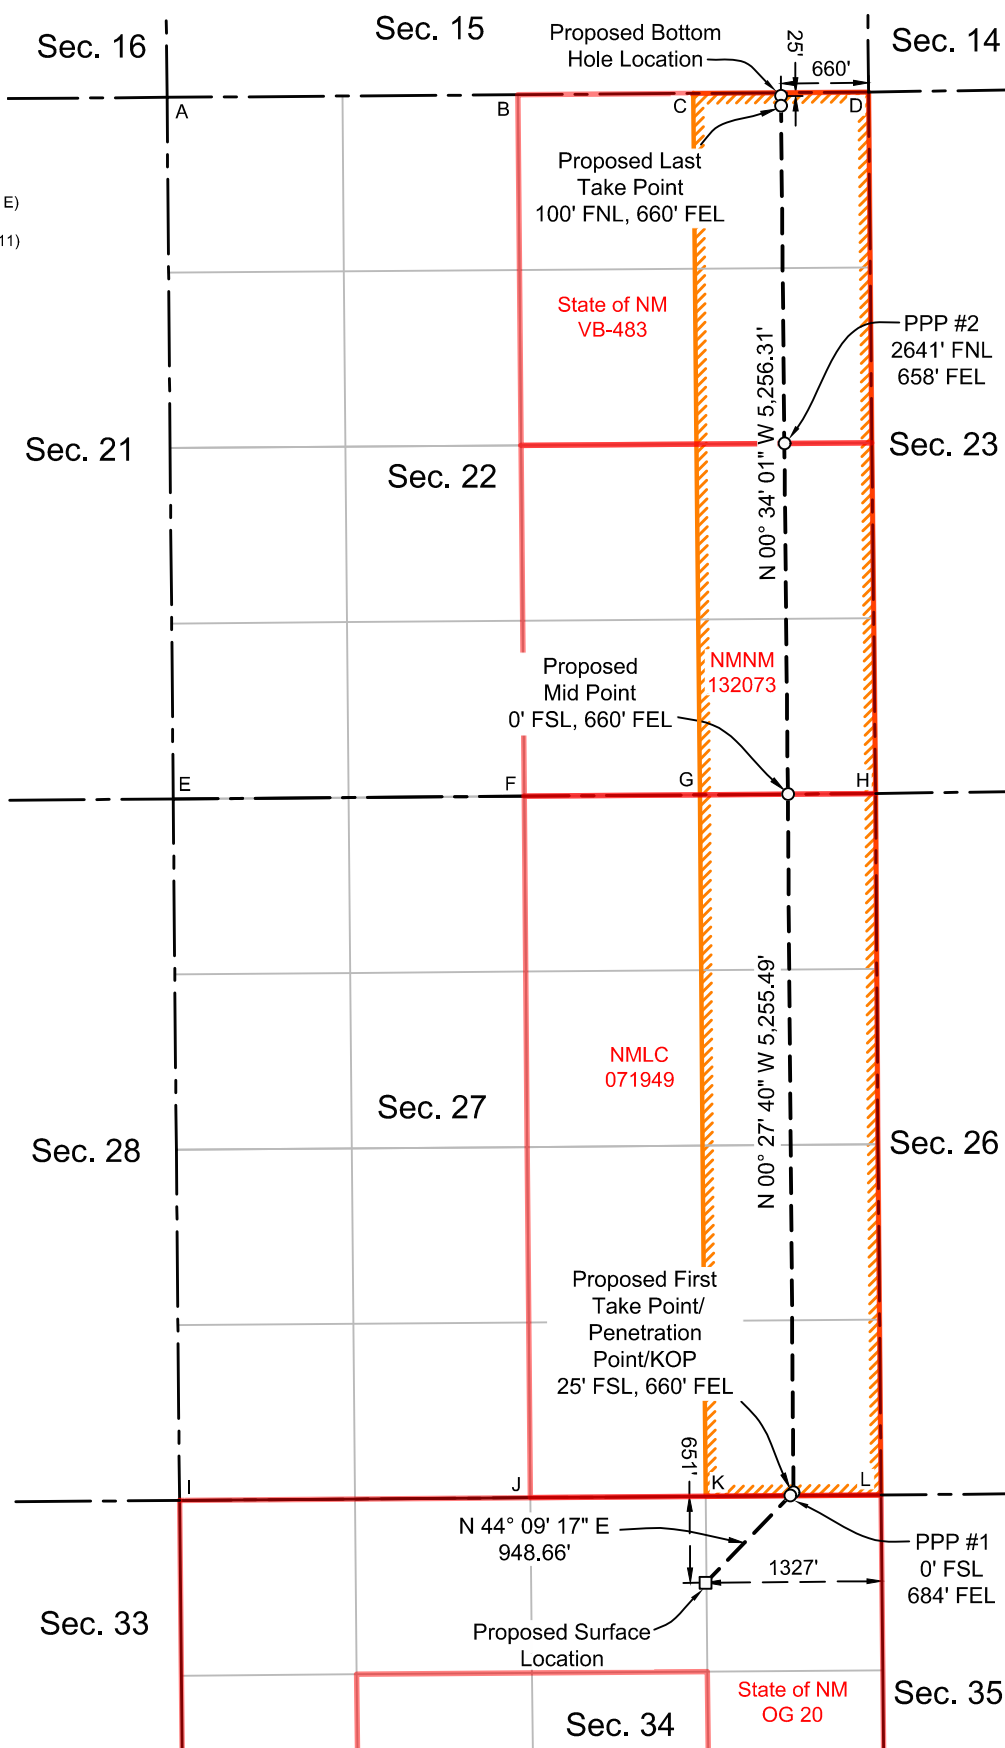 Sec. 16
Sec. 15
Proposed Bottom
Hole Location
25'
660'
Sec. 14
A
B
C
D
E)
11)
Proposed Last
Take Point
100' FNL, 660' FEL
State of NM
VB-483
PPP #2
2641' FNL
658' FEL
N 00° 34' 01" W 5,256.31'
Sec. 21
Sec. 22
Sec. 23
Proposed
Mid Point
0' FSL, 660' FEL
NMNM
132073
E
F
G
H
N 00° 27' 40" W 5,255.49'
NMLC
071949
Sec. 28
Sec. 27
Sec. 26
Proposed First
Take Point/
Penetration
Point/KOP
25' FSL, 660' FEL
I
J
K
L
651'
N 44° 09' 17" E
948.66'
1327'
PPP #1
0' FSL
684' FEL
Sec. 33
Proposed Surface
Location
State of NM
OG 20
Sec. 34
Sec. 35